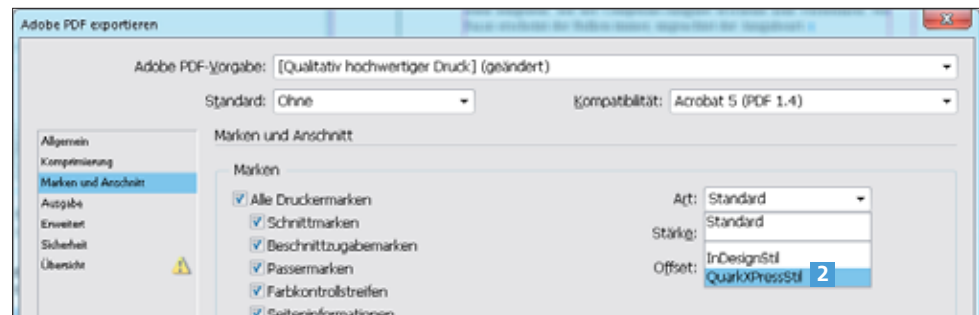 Adobe PDF exportieren
Adobe PDF-Vorgabe: [Qualitativ hochwertiger Druck] (geändert)
Standard: Ohne Kompatibilität: Acrobat 5 (PDF 1.4)
Allgemein
Komprimierung
Marken und Anschnitt
Ausgabe
Erweitert
Sicherheit
Übersicht
Marken und Anschnitt
Marken
Alle Druckermarken
Schnittmarken
Beschnittzugabemarken
Passermarken
Farbkontrollstreifen
Seiteninformationen
Art: Standard
Standard
Stärke:
InDesignStil
Offset:
QuarkXPressStil 2